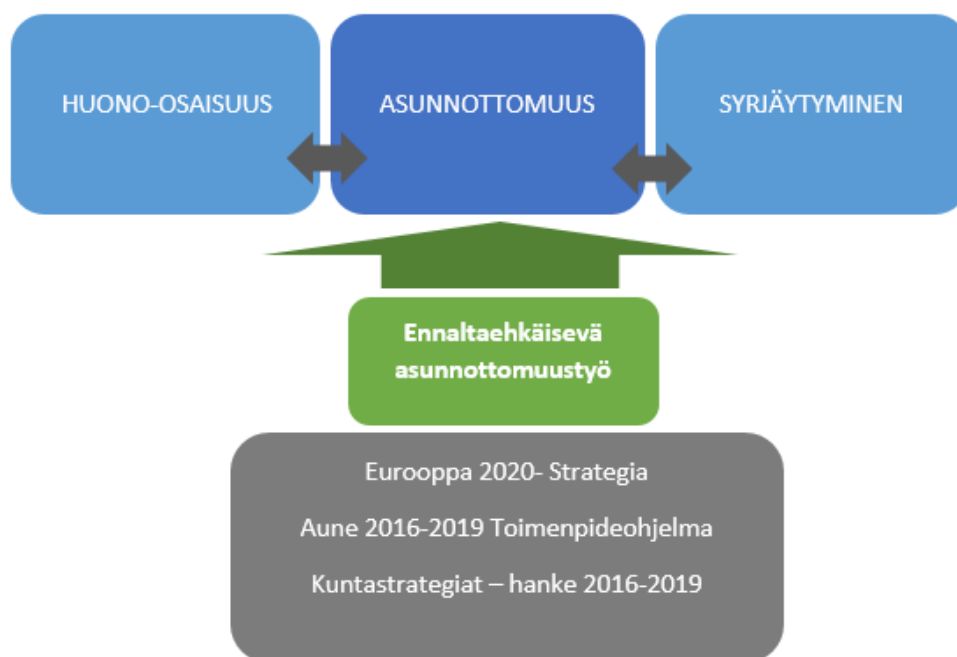 HUONO-OSAISUUS
ASUNNOTTOMUUS
SYRJÄYTYMINEN
Ennaltaehkäisevä
asunnottomuustyö
Eurooppa 2020- Strategia
Aune 2016-2019 Toimenpideohjelma
Kuntastrategiat – hanke 2016-2019